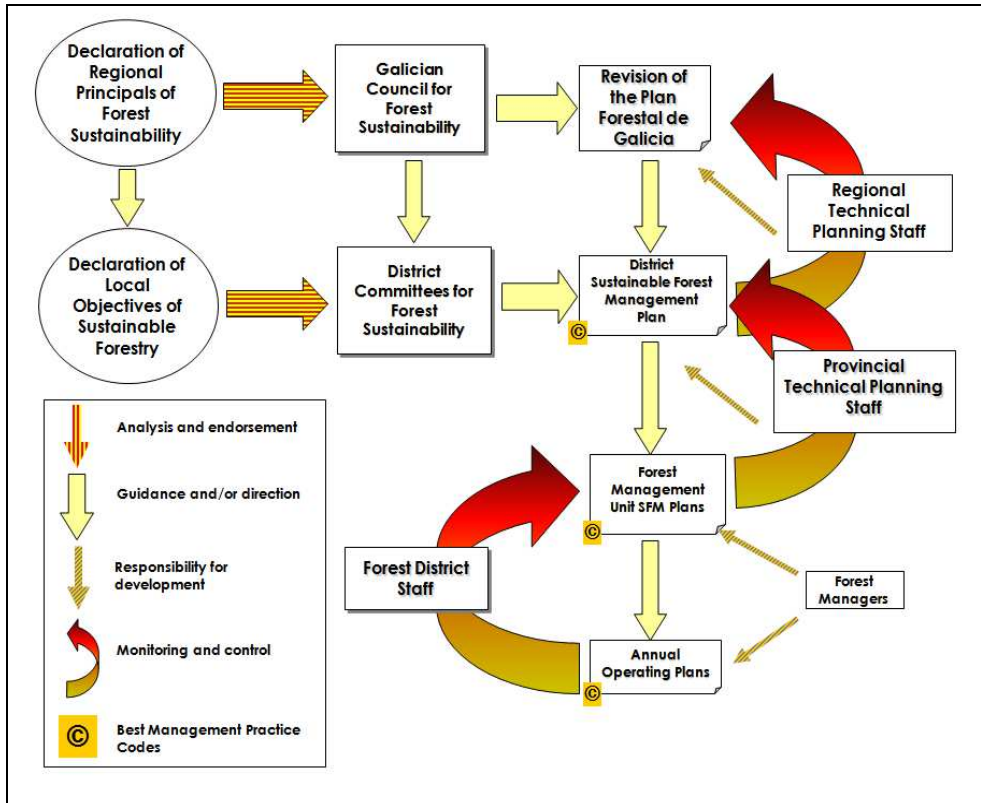 Declaration of
Regional
Principals of
Forest
Sustainability
Galician
Council for
Forest
Sustainability
Revision of
the Plan
Forestal de
Galicia
Regional
Technical
Planning Staff
Declaration of
Local
Objectives of
Sustainable
Forestry
District
Committees for
Forest
Sustainability
District
Sustainable Forest
Management
Plan
©
Provincial
Technical Planning
Staff
Forest
Management
Unit SFM Plans
©
Forest District
Staff
Forest
Managers
Annual
Operating Plans
©
Analysis and endorsement
Guidance and/or direction
Responsibility for
development
Monitoring and control
©
Best Management Practice
Codes